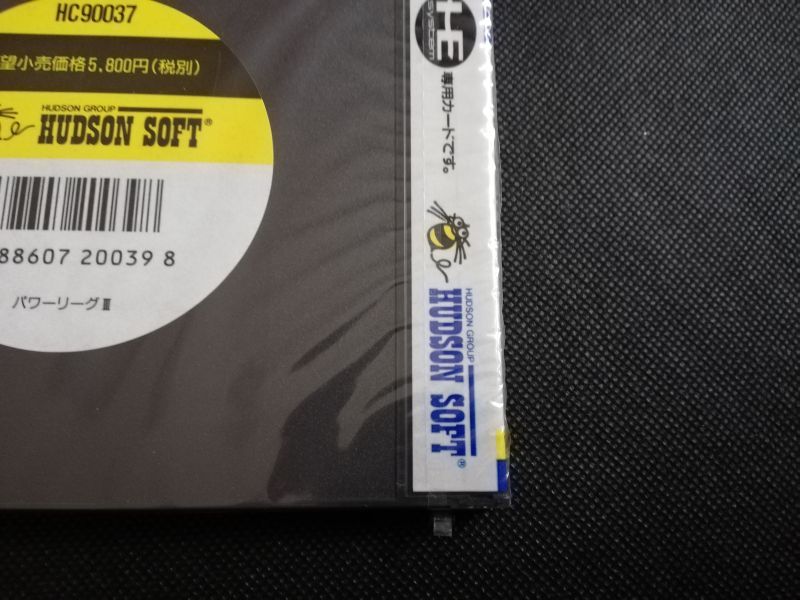 HC90037
望小売価格5,800円(税別)
HUDSON GROUP
HUDSON SOFT®
88607 20039 8
パワーリーグⅢ
HE
system
専用カードです。
HUDSON GROUP
HUDSON SOFT®